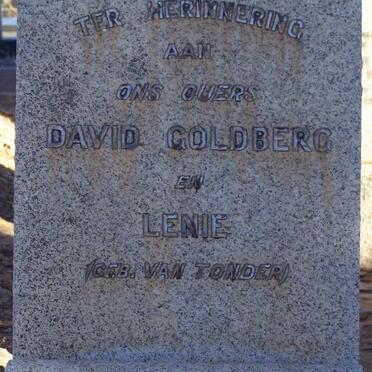 TER HERINNERING
AAN
ONS OUERS
DAVID GOLDBERG
EN
LENIE
(GEB. VAN TONDER)